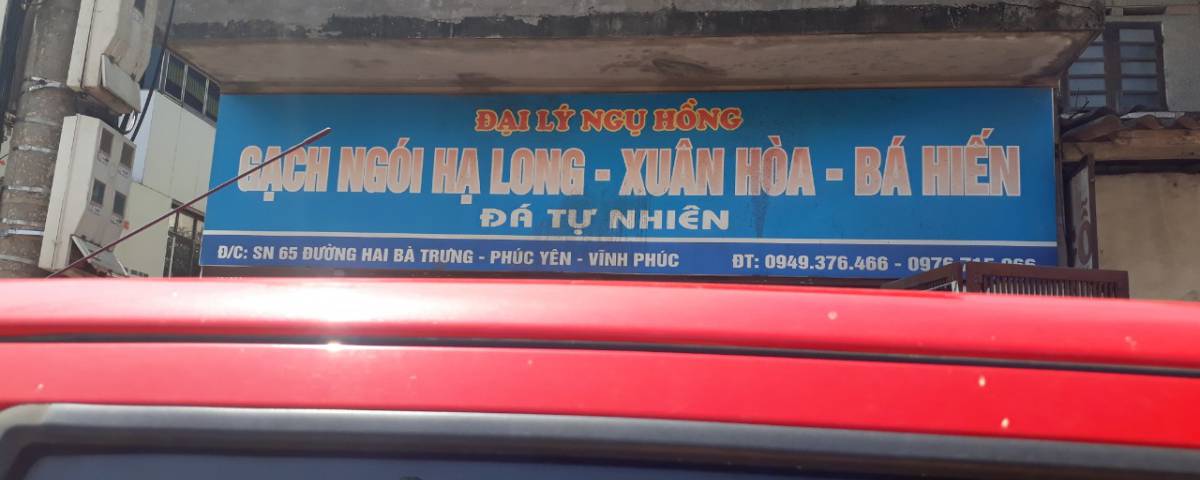 ĐẠI LÝ NGỤ HỒNG
GẠCH NGÓI HẠ LONG - XUÂN HÒA - BÁ HIẾN
ĐÁ TỰ NHIÊN
Đ/C: SN 65 ĐƯỜNG HAI BÀ TRƯNG - PHÚC YÊN - VĨNH PHÚC ĐT: 0949.376.466 -